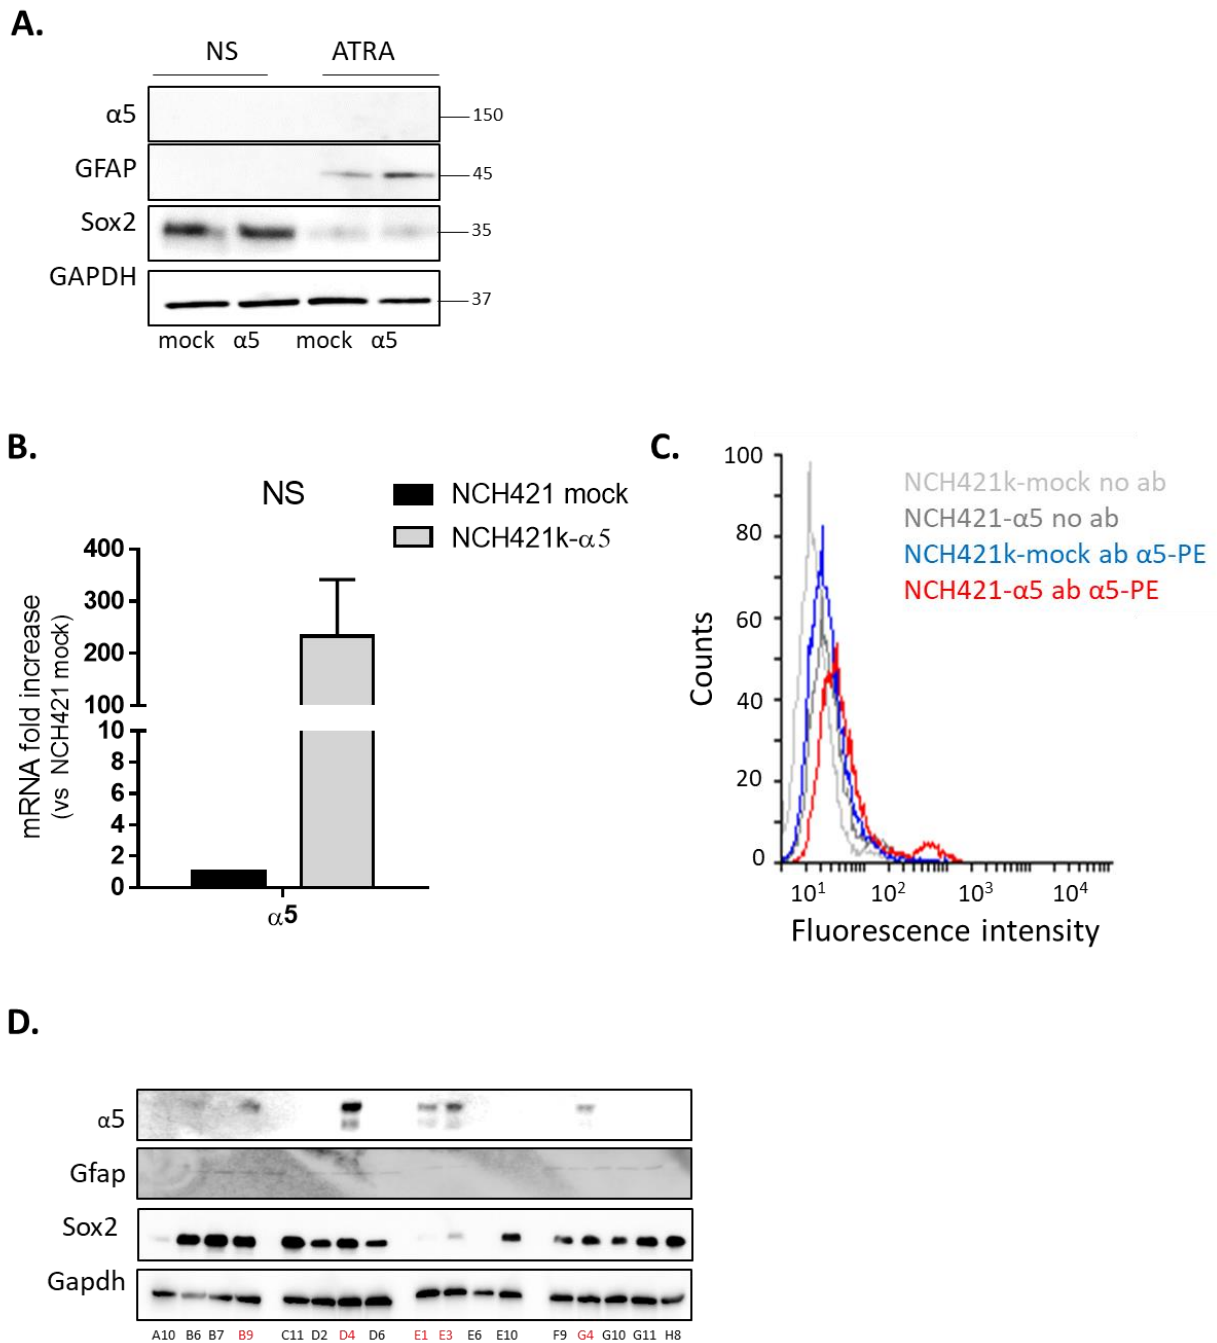 A.
NS ATRA
α5 150
GFAP 45
Sox2 35
GAPDH 37
mock α5 mock α5
B.
NS
NCH421 mock
NCH421k-α5
mRNA fold increase
(vs NCH421 mock)
400
300
200
100
10
8
6
4
2
0
α5
C.
NCH421k-mock no ab
NCH421-α5 no ab
NCH421k-mock ab α5-PE
NCH421-α5 ab α5-PE
Counts
100
80
60
40
20
0
10¹ 10² 10³ 10⁴
Fluorescence intensity
D.
α5
Gfap
Sox2
Gapdh
A10 B6 B7 B9 C11 D2 D4 D6 E1 E3 E6 E10 F9 G4 G10 G11 H8